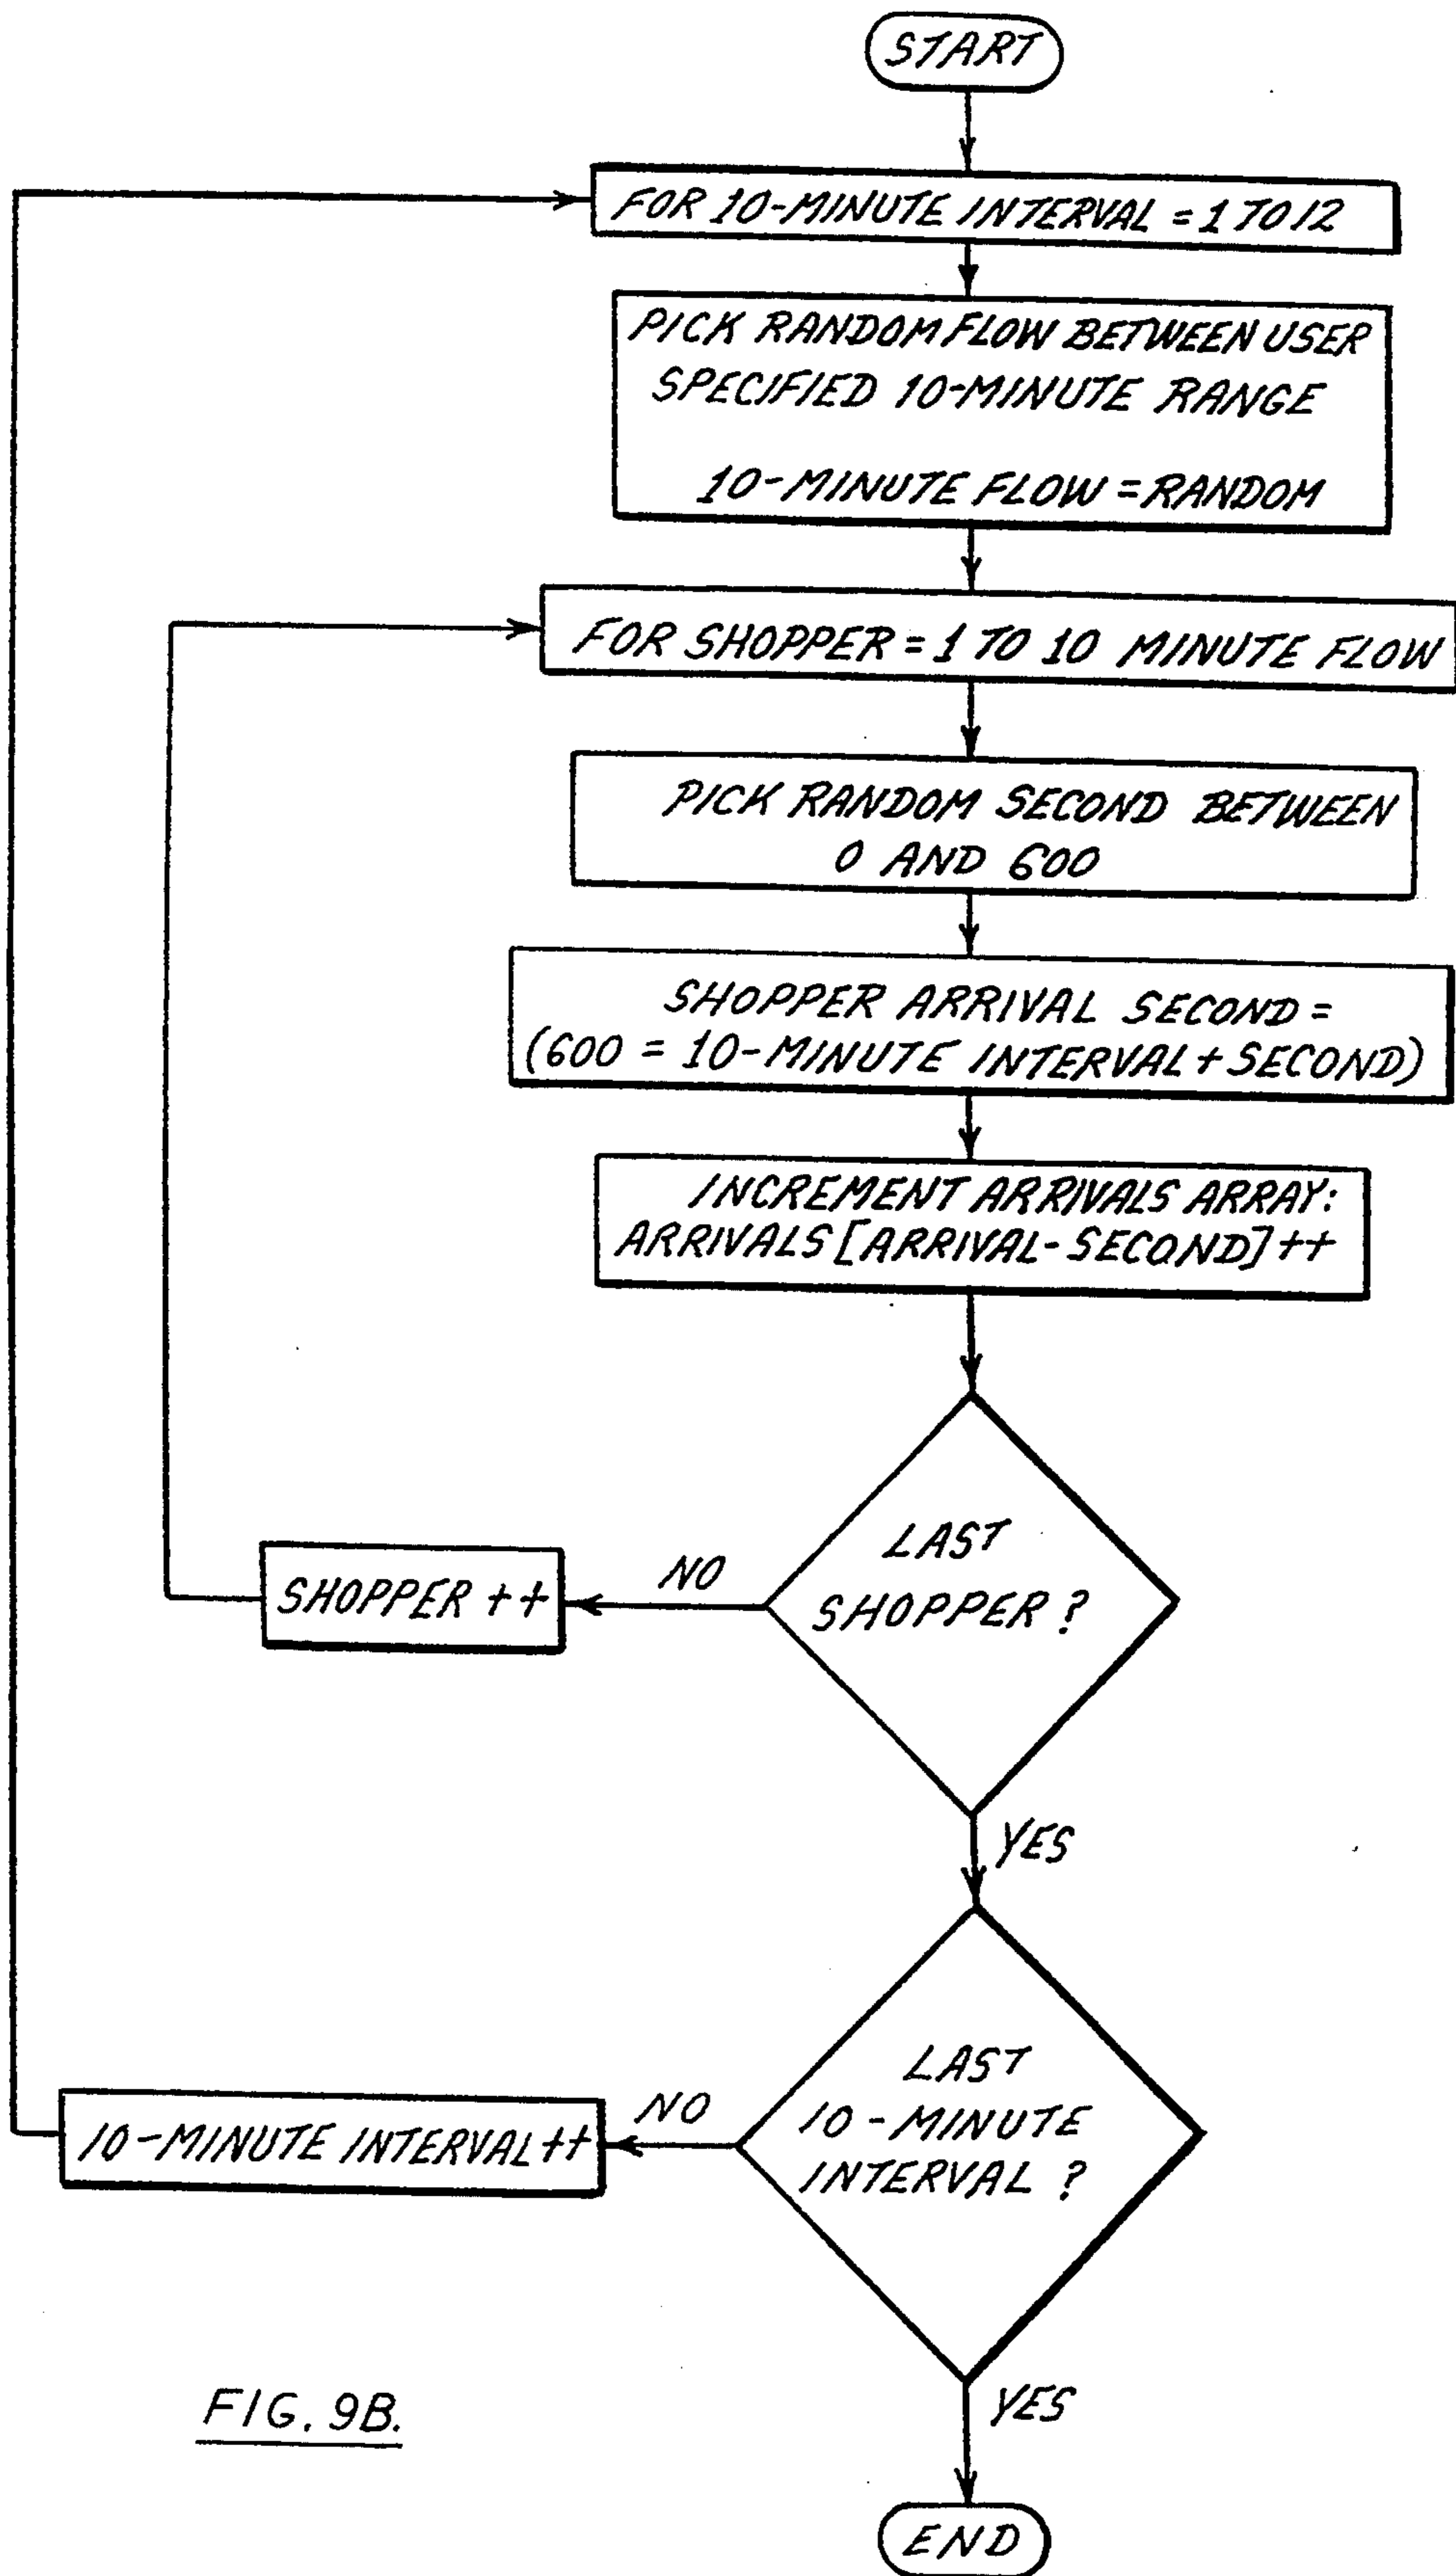 START
FOR 10-MINUTE INTERVAL = 1 TO 12
PICK RANDOM FLOW BETWEEN USER
SPECIFIED 10-MINUTE RANGE
10-MINUTE FLOW = RANDOM
FOR SHOPPER = 1 TO 10 MINUTE FLOW
PICK RANDOM SECOND BETWEEN
0 AND 600
SHOPPER ARRIVAL SECOND =
(600 = 10-MINUTE INTERVAL + SECOND)
INCREMENT ARRIVALS ARRAY:
ARRIVALS [ARRIVAL-SECOND] ++
LAST
SHOPPER ?
NO
SHOPPER ++
YES
LAST
10-MINUTE
INTERVAL ?
NO
10-MINUTE INTERVAL ++
YES
END
FIG. 9B.